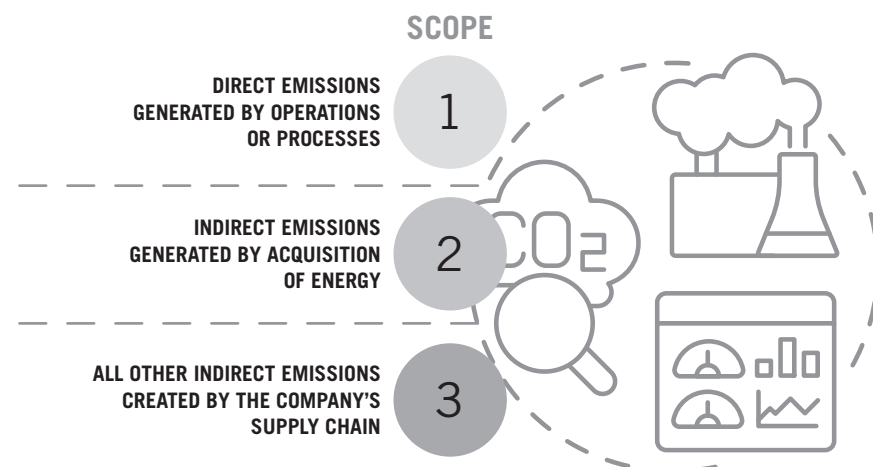 SCOPE
DIRECT EMISSIONS
GENERATED BY OPERATIONS
OR PROCESSES
1
INDIRECT EMISSIONS
GENERATED BY ACQUISITION
OF ENERGY
2
CO2
ALL OTHER INDIRECT EMISSIONS
CREATED BY THE COMPANY’S
SUPPLY CHAIN
3